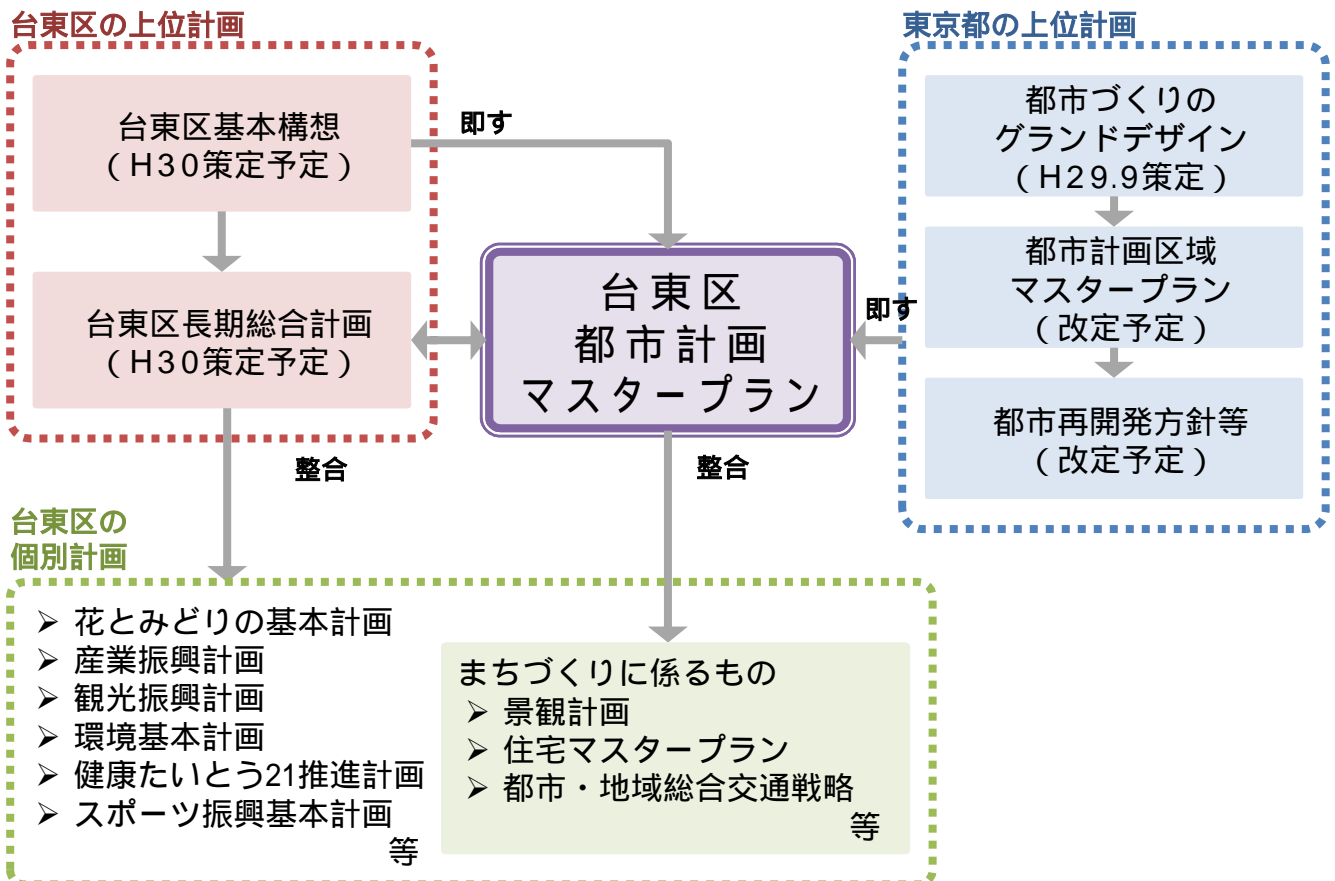 台東区の上位計画
台東区基本構想
（H30策定予定）
台東区長期総合計画
（H30策定予定）
即す
東京都の上位計画
都市づくりの
グランドデザイン
（H29.9策定）
都市計画区域
マスタープラン
（改定予定）
都市再開発方針等
（改定予定）
即す
台東区
都市計画
マスタープラン
整合
整合
台東区の
個別計画
➢ 花とみどりの基本計画
➢ 産業振興計画
➢ 観光振興計画
➢ 環境基本計画
➢ 健康たいとう21推進計画
➢ スポーツ振興基本計画
等
まちづくりに係るもの
➢ 景観計画
➢ 住宅マスタープラン
➢ 都市・地域総合交通戦略
等